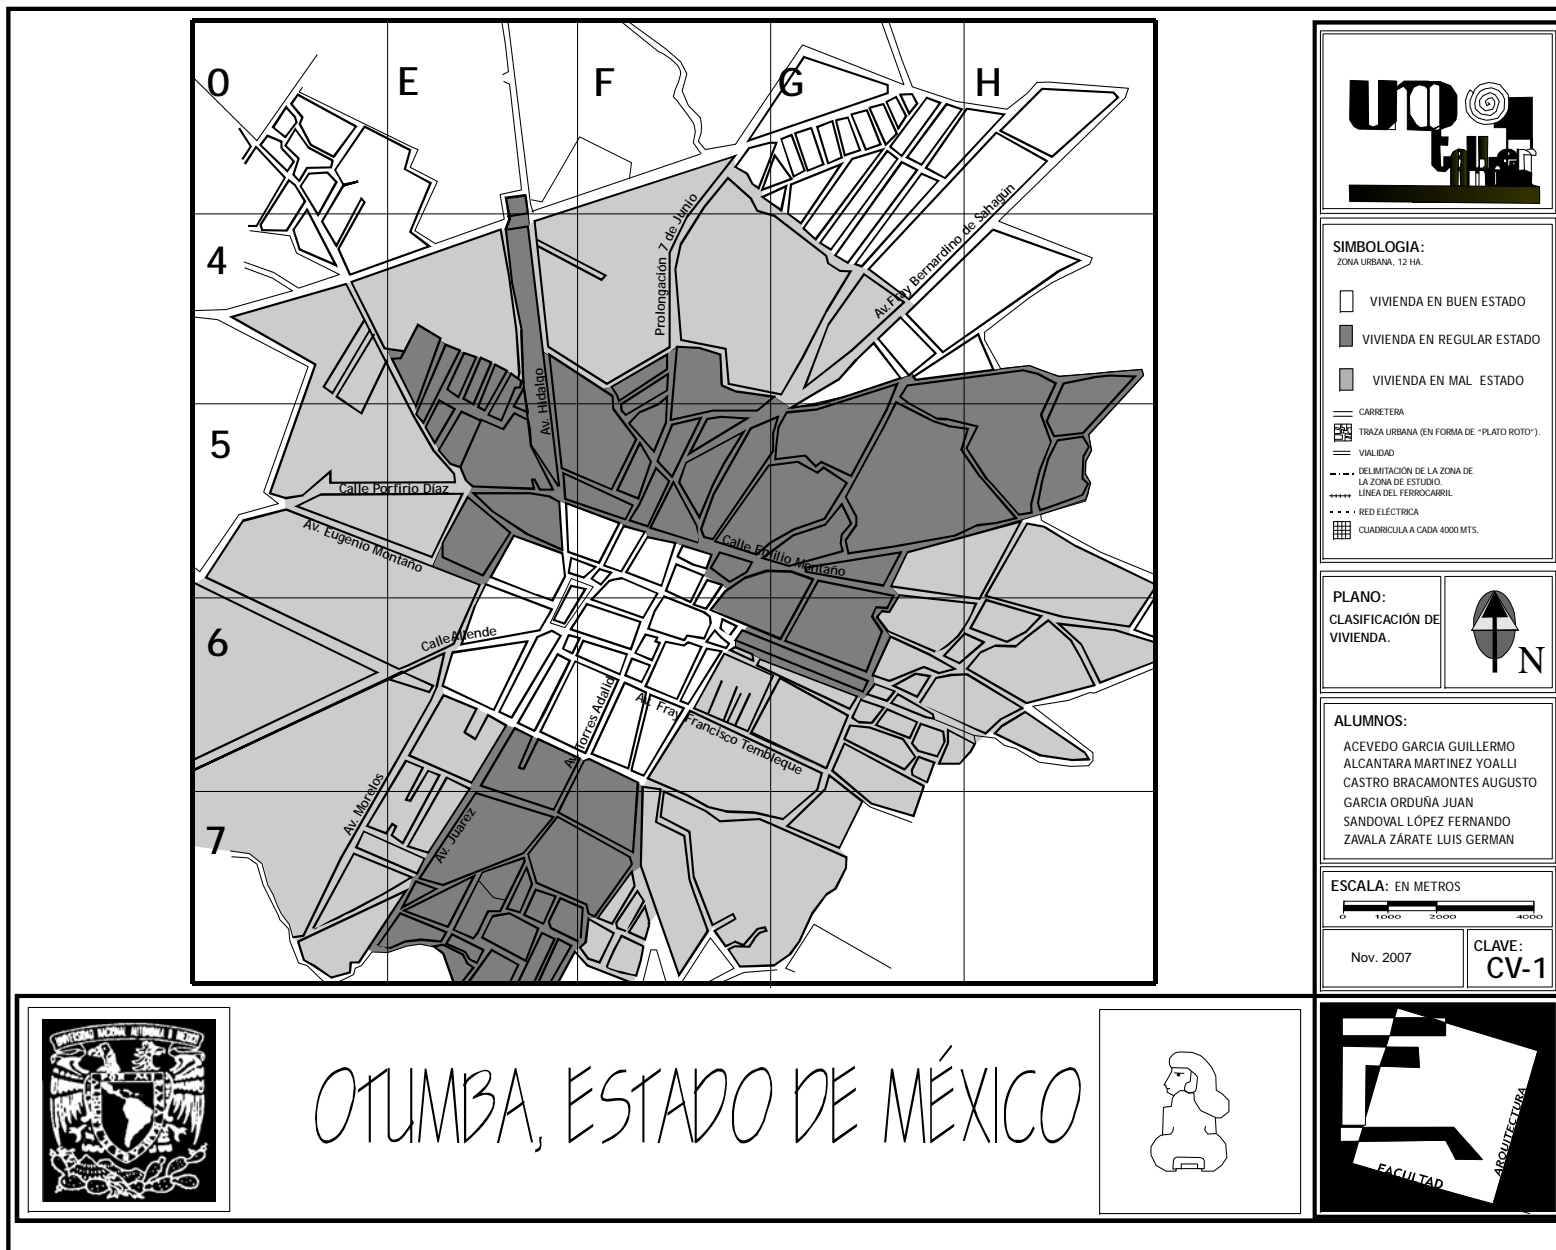 0 E F G H
4
5
6
7
Prolongación 7 de Junio
Av. Fray Bernardino de Sahagún
Av. Hidalgo
Calle Porfirio Díaz
Av. Eugenio Montaño
Calle Emilio Montaño
Calle Allende
Av. Torres Adalid
Av. Fray Francisco Tembleque
Av. Morelos
Av. Juarez
SIMBOLOGIA:
ZONA URBANA, 12 HA.
VIVIENDA EN BUEN ESTADO
VIVIENDA EN REGULAR ESTADO
VIVIENDA EN MAL ESTADO
CARRETERA
TRAZA URBANA (EN FORMA DE "PLATO ROTO").
VIALIDAD
DELIMITACIÓN DE LA ZONA DE
LA ZONA DE ESTUDIO.
LÍNEA DEL FERROCARRIL
RED ELÉCTRICA
CUADRICULA A CADA 4000 MTS.
PLANO:
CLASIFICACIÓN DE
VIVIENDA.
N
ALUMNOS:
ACEVEDO GARCIA GUILLERMO
ALCANTARA MARTINEZ YOALLI
CASTRO BRACAMONTES AUGUSTO
GARCIA ORDUÑA JUAN
SANDOVAL LÓPEZ FERNANDO
ZAVALA ZÁRATE LUIS GERMAN
ESCALA: EN METROS
0 1000 2000 4000
Nov. 2007
CLAVE:
CV-1
OTUMBA, ESTADO DE MÉXICO
FACULTAD
ARQUITECTURA